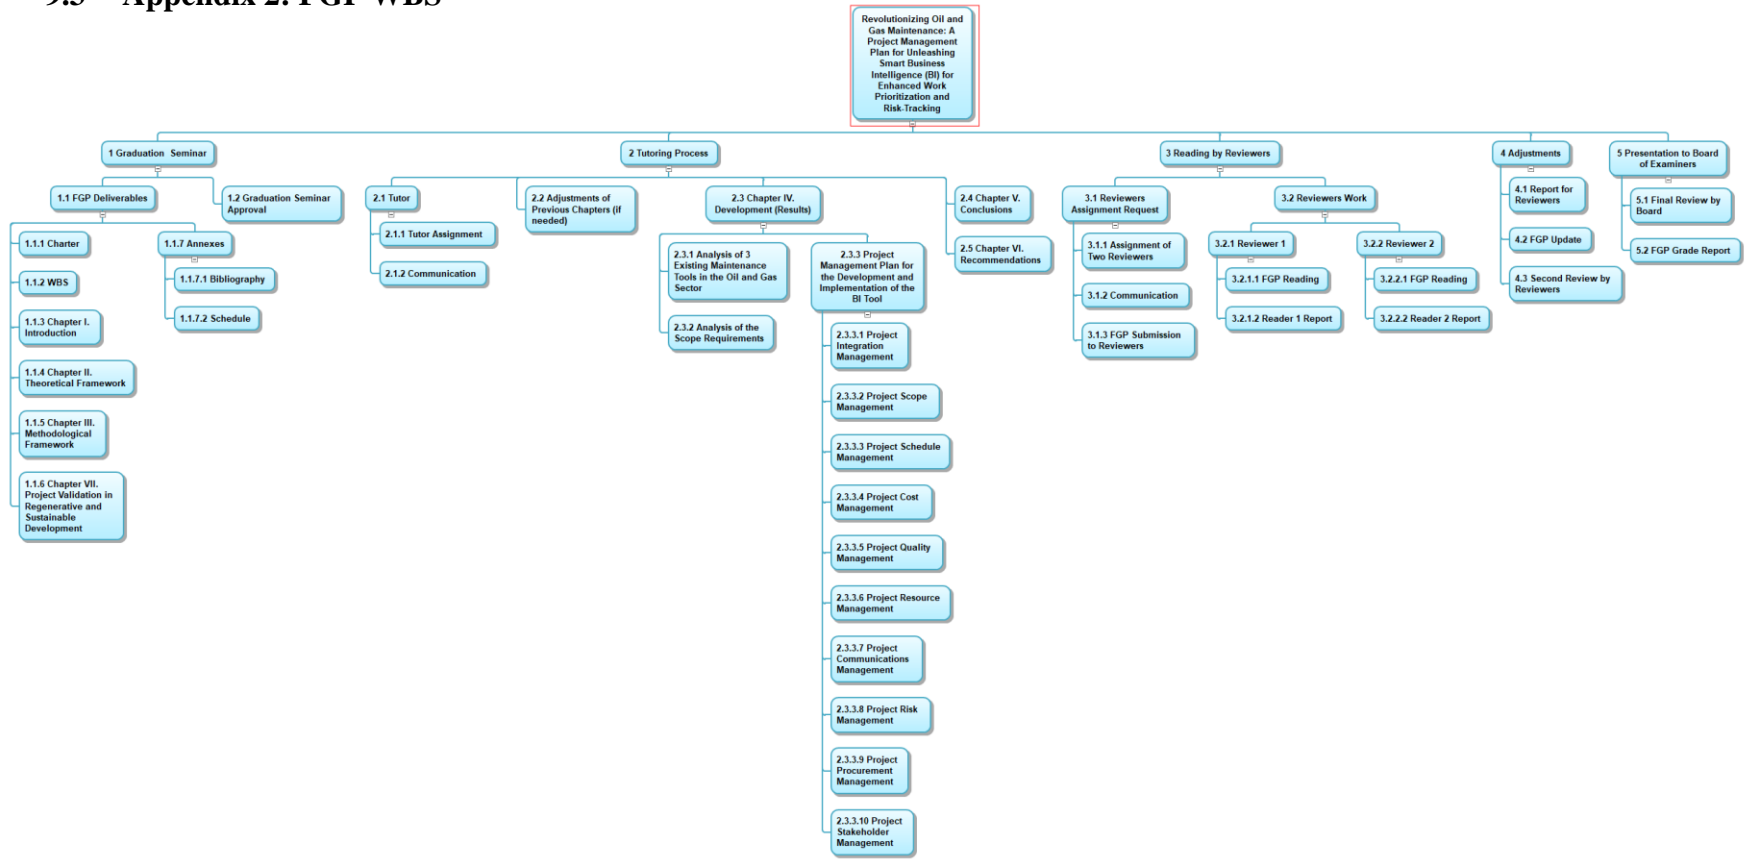 9.3 Appendix 2: FGP WBS
Revolutionizing Oil and
Gas Maintenance: A
Project Management
Plan for Unleashing
Smart Business
Intelligence (BI) for
Enhanced Work
Prioritization and
Risk-Tracking
1 Graduation Seminar
1.1 FGP Deliverables
1.1.1 Charter
1.1.2 WBS
1.1.3 Chapter I.
Introduction
1.1.4 Chapter II.
Theoretical Framework
1.1.5 Chapter III.
Methodological
Framework
1.1.6 Chapter VII.
Project Validation in
Regenerative and
Sustainable
Development
1.1.7 Annexes
1.1.7.1 Bibliography
1.1.7.2 Schedule
1.2 Graduation Seminar
Approval
2 Tutoring Process
2.1 Tutor
2.1.1 Tutor Assignment
2.1.2 Communication
2.2 Adjustments of
Previous Chapters (if
needed)
2.3 Chapter IV.
Development (Results)
2.3.1 Analysis of 3
Existing Maintenance
Tools in the Oil and Gas
Sector
2.3.2 Analysis of the
Scope Requirements
2.3.3 Project
Management Plan for
the Development and
Implementation of the
BI Tool
2.3.3.1 Project
Integration
Management
2.3.3.2 Project Scope
Management
2.3.3.3 Project Schedule
Management
2.3.3.4 Project Cost
Management
2.3.3.5 Project Quality
Management
2.3.3.6 Project Resource
Management
2.3.3.7 Project
Communications
Management
2.3.3.8 Project Risk
Management
2.3.3.9 Project
Procurement
Management
2.3.3.10 Project
Stakeholder
Management
2.4 Chapter V.
Conclusions
2.5 Chapter VI.
Recommendations
3 Reading by Reviewers
3.1 Reviewers
Assignment Request
3.1.1 Assignment of
Two Reviewers
3.1.2 Communication
3.1.3 FGP Submission
to Reviewers
3.2 Reviewers Work
3.2.1 Reviewer 1
3.2.1.1 FGP Reading
3.2.1.2 Reader 1 Report
3.2.2 Reviewer 2
3.2.2.1 FGP Reading
3.2.2.2 Reader 2 Report
4 Adjustments
4.1 Report for
Reviewers
4.2 FGP Update
4.3 Second Review by
Reviewers
5 Presentation to Board
of Examiners
5.1 Final Review by
Board
5.2 FGP Grade Report